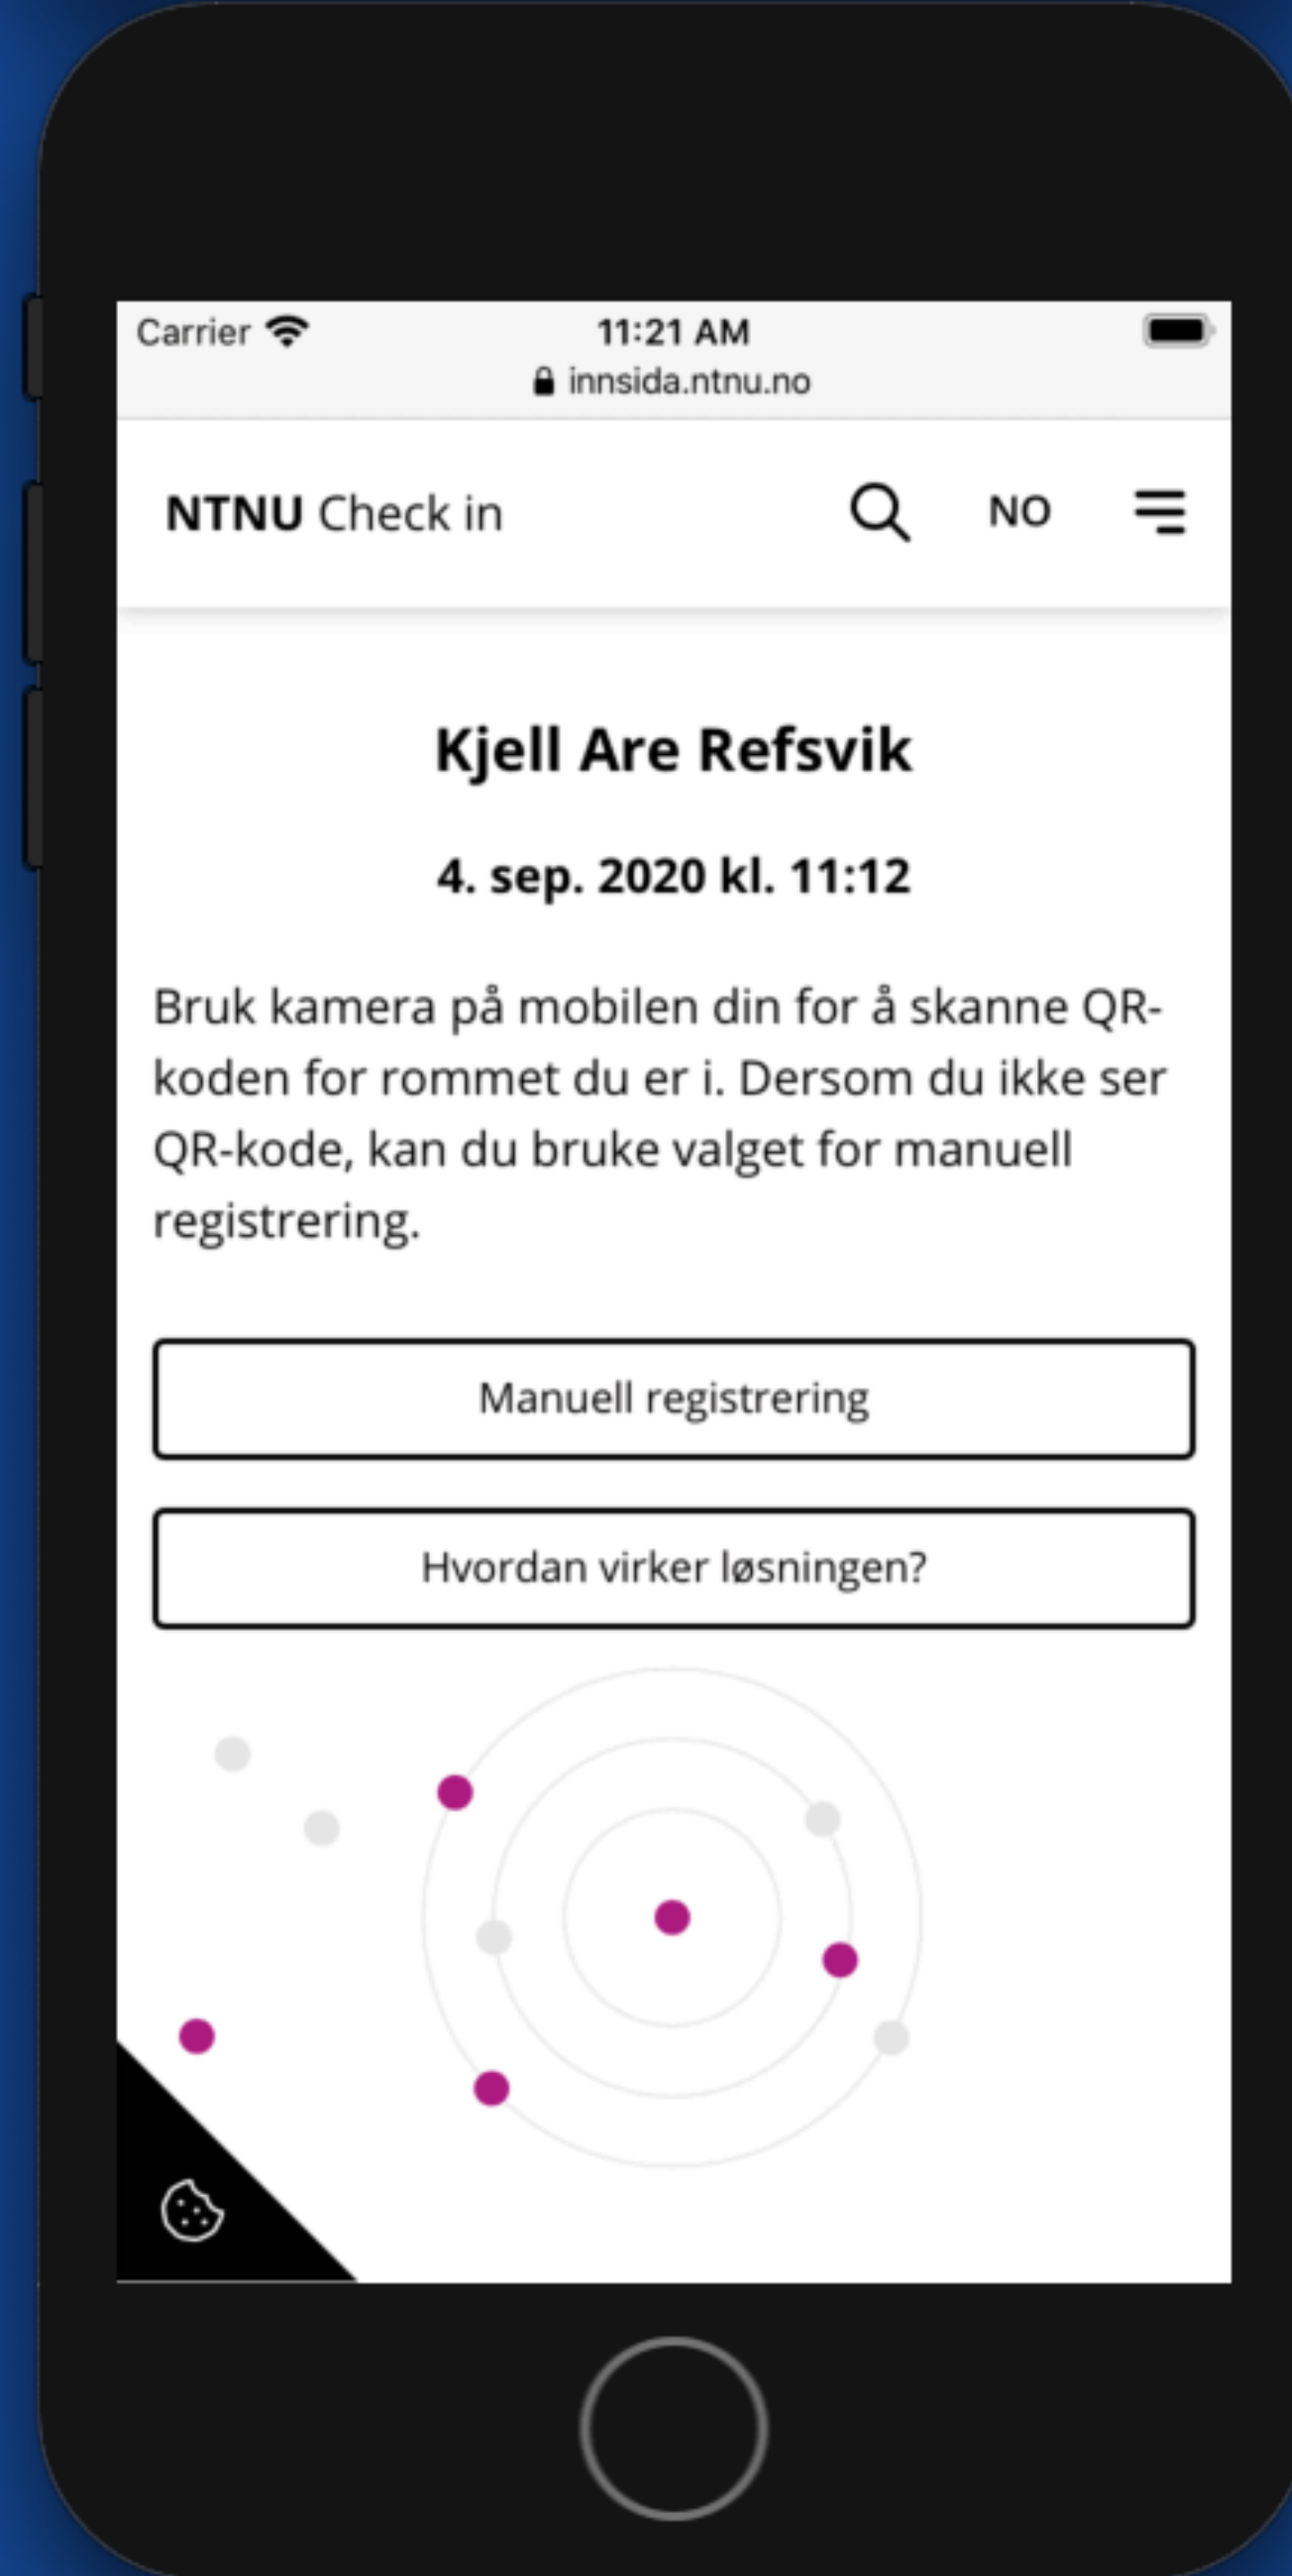 Carrier
11:21 AM
innsida.ntnu.no
NTNU Check in
NO
Kjell Are Refsvik
4. sep. 2020 kl. 11:12
Bruk kamera på mobilen din for å skanne QR-
koden for rommet du er i. Dersom du ikke ser
QR-kode, kan du bruke valget for manuell
registrering.
Manuell registrering
Hvordan virker løsningen?